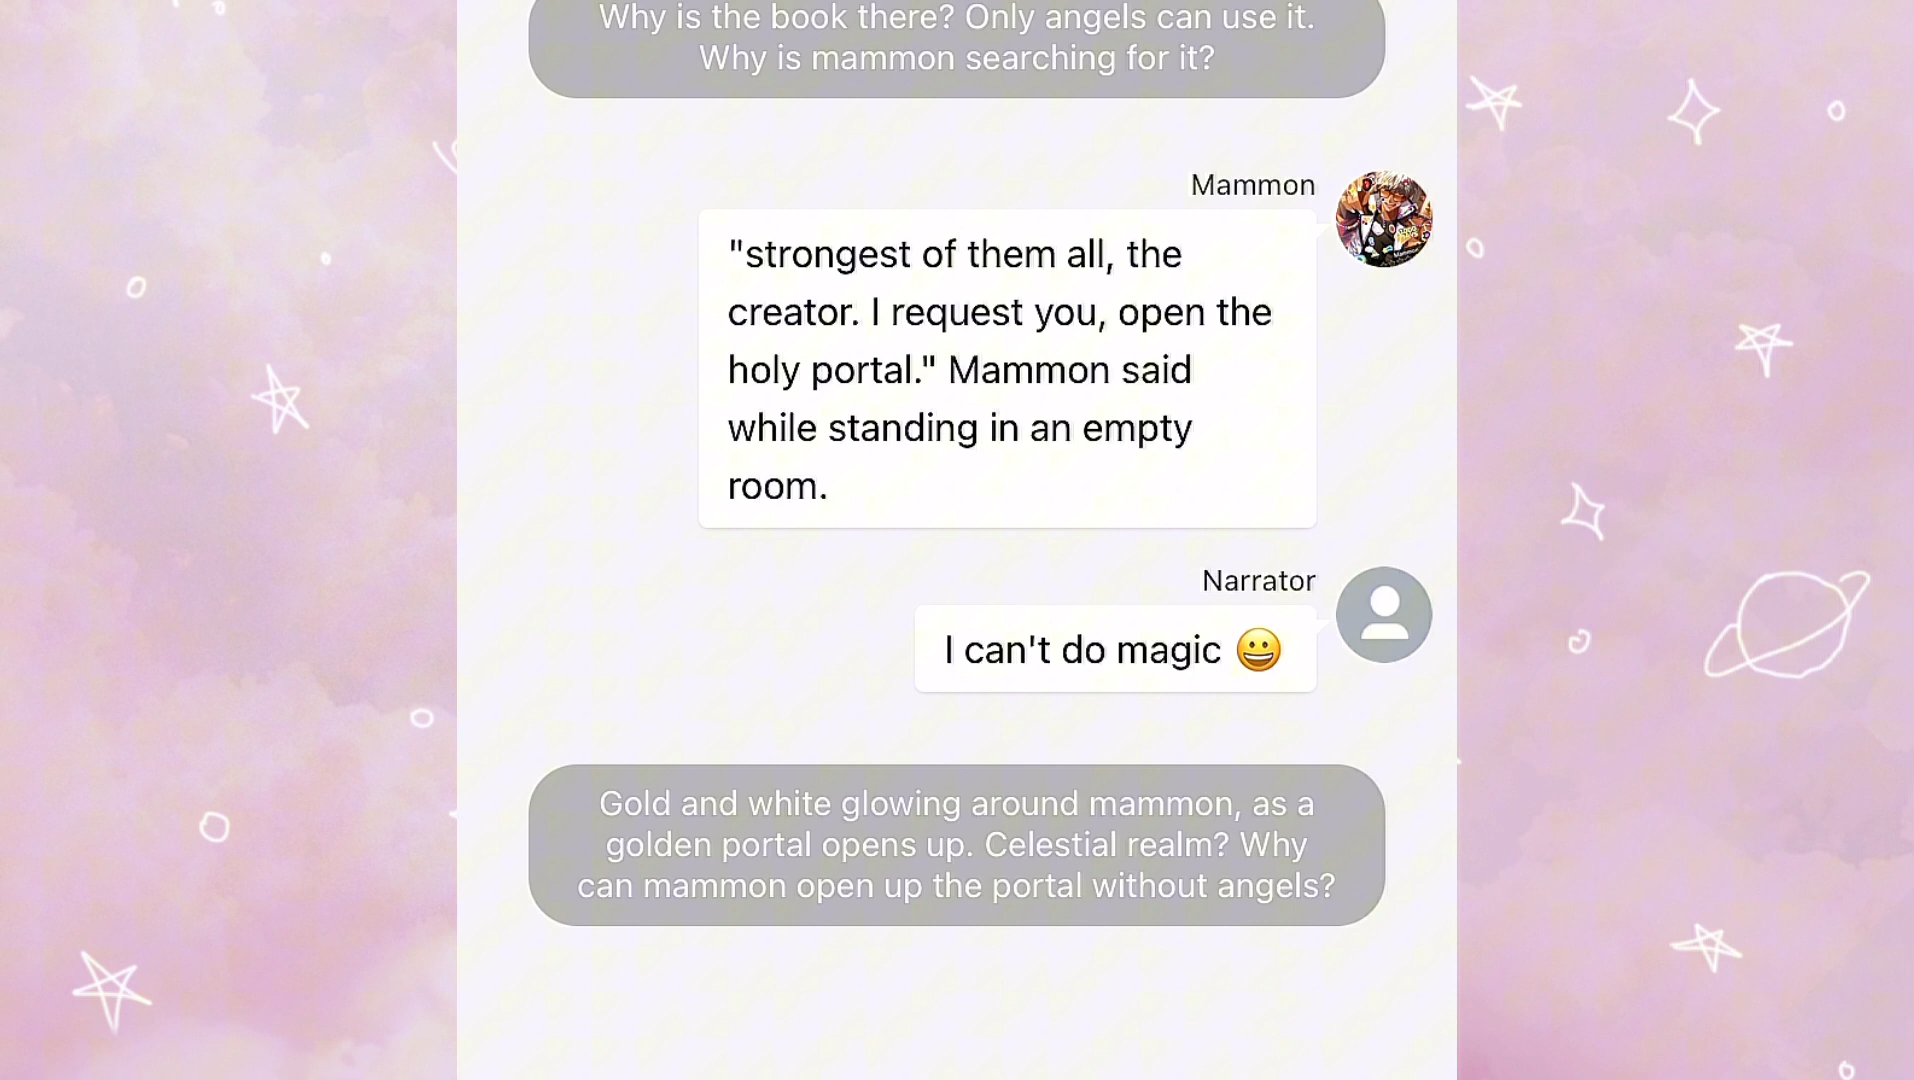 Why is the book there? Only angels can use it.
Why is mammon searching for it?
Mammon
"strongest of them all, the
creator. I request you, open the
holy portal." Mammon said
while standing in an empty
room.
Narrator
I can't do magic 😀
Gold and white glowing around mammon, as a
golden portal opens up. Celestial realm? Why
can mammon open up the portal without angels?